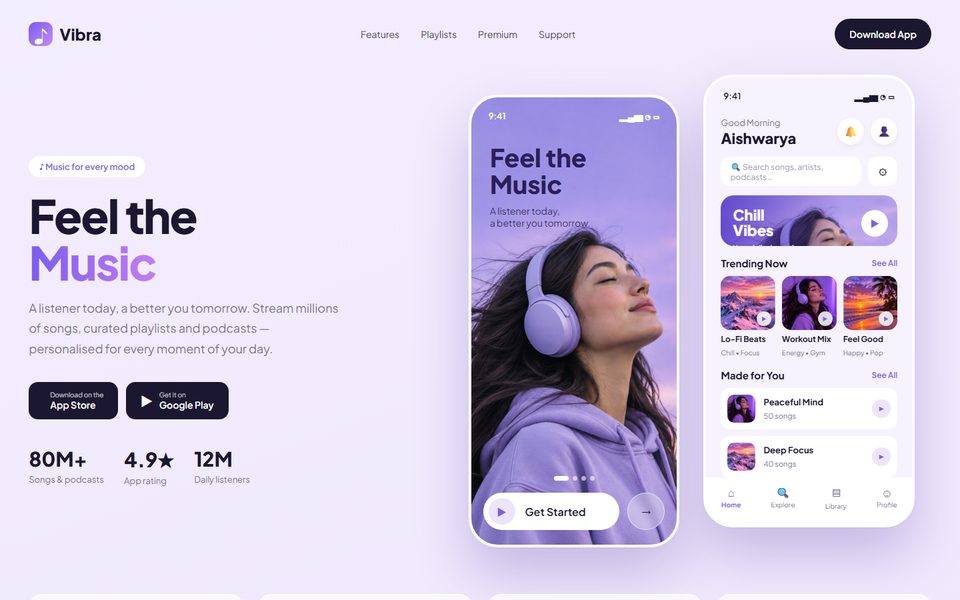 Vibra
Features
Playlists
Premium
Support
Download App
♪ Music for every mood
Feel the
Music
A listener today, a better you tomorrow. Stream millions
of songs, curated playlists and podcasts —
personalised for every moment of your day.
Download on the
App Store
Get it on
Google Play
80M+
Songs & podcasts
4.9★
App rating
12M
Daily listeners
9:41
Feel the
Music
A listener today,
a better you tomorrow.
Get Started
→
9:41
Good Morning
Aishwarya
Search songs, artists,
podcasts...
Chill
Vibes
Trending Now
See All
Lo-Fi Beats
Chill • Focus
Workout Mix
Energy • Gym
Feel Good
Happy • Pop
Made for You
See All
Peaceful Mind
50 songs
Deep Focus
40 songs
Home
Explore
Library
Profile